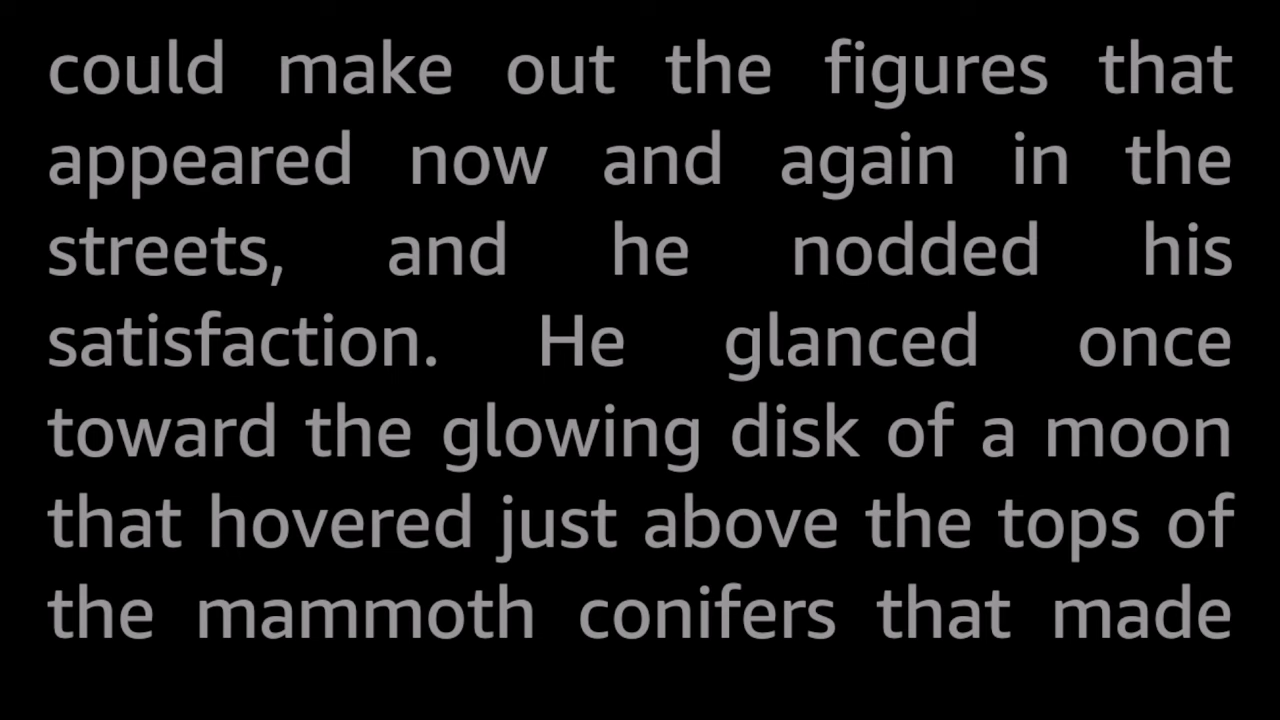 could make out the figures that
appeared now and again in the
streets, and he nodded his
satisfaction. He glanced once
toward the glowing disk of a moon
that hovered just above the tops of
the mammoth conifers that made